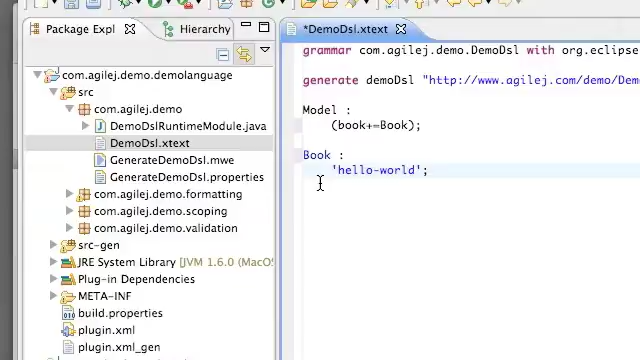 Package Expl
Hierarchy
com.agilej.demo.demolanguage
src
com.agilej.demo
DemoDslRuntimeModule.java
DemoDsl.xtext
GenerateDemoDsl.mwe
GenerateDemoDsl.properties
com.agilej.demo.formatting
com.agilej.demo.scoping
com.agilej.demo.validation
src-gen
JRE System Library [JVM 1.6.0 (MacOS
Plug-in Dependencies
META-INF
build.properties
plugin.xml
plugin.xml_gen
*DemoDsl.xtext
grammar com.agilej.demo.DemoDsl with org.eclipse
generate demoDsl "http://www.agilej.com/demo/Demo
Model :
(book+=Book);
Book :
'hello-world';